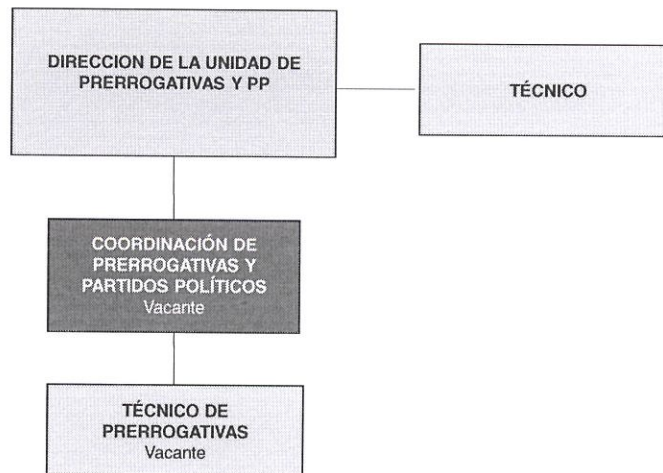 DIRECCION DE LA UNIDAD DE
PRERROGATIVAS Y PP
TÉCNICO
COORDINACIÓN DE
PRERROGATIVAS Y
PARTIDOS POLÍTICOS
Vacante
TÉCNICO DE
PRERROGATIVAS
Vacante